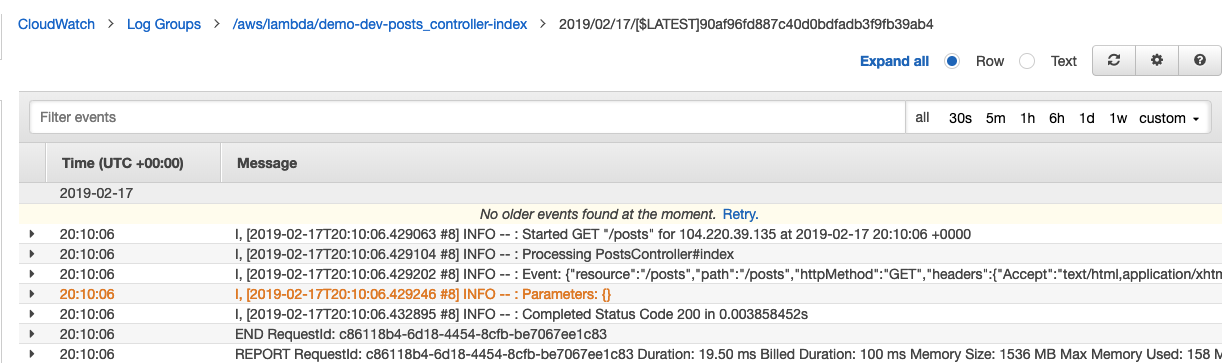 CloudWatch > Log Groups > /aws/lambda/demo-dev-posts_controller-index > 2019/02/17/[$LATEST]90af96fd887c40d0bdfadb3f9fb39ab4
Expand all Row Text
Filter events all 30s 5m 1h 6h 1d 1w custom
Time (UTC +00:00) Message
2019-02-17
No older events found at the moment. Retry.
20:10:06 I, [2019-02-17T20:10:06.429063 #8] INFO -- : Started GET "/posts" for 104.220.39.135 at 2019-02-17 20:10:06 +0000
20:10:06 I, [2019-02-17T20:10:06.429104 #8] INFO -- : Processing PostsController#index
20:10:06 I, [2019-02-17T20:10:06.429202 #8] INFO -- : Event: {"resource":"/posts","path":"/posts","httpMethod":"GET","headers":{"Accept":"text/html,application/xhtm
20:10:06 I, [2019-02-17T20:10:06.429246 #8] INFO -- : Parameters: {}
20:10:06 I, [2019-02-17T20:10:06.432895 #8] INFO -- : Completed Status Code 200 in 0.003858452s
20:10:06 END RequestId: c86118b4-6d18-4454-8cfb-be7067ee1c83
20:10:06 REPORT RequestId: c86118b4-6d18-4454-8cfb-be7067ee1c83 Duration: 19.50 ms Billed Duration: 100 ms Memory Size: 1536 MB Max Memory Used: 158 M